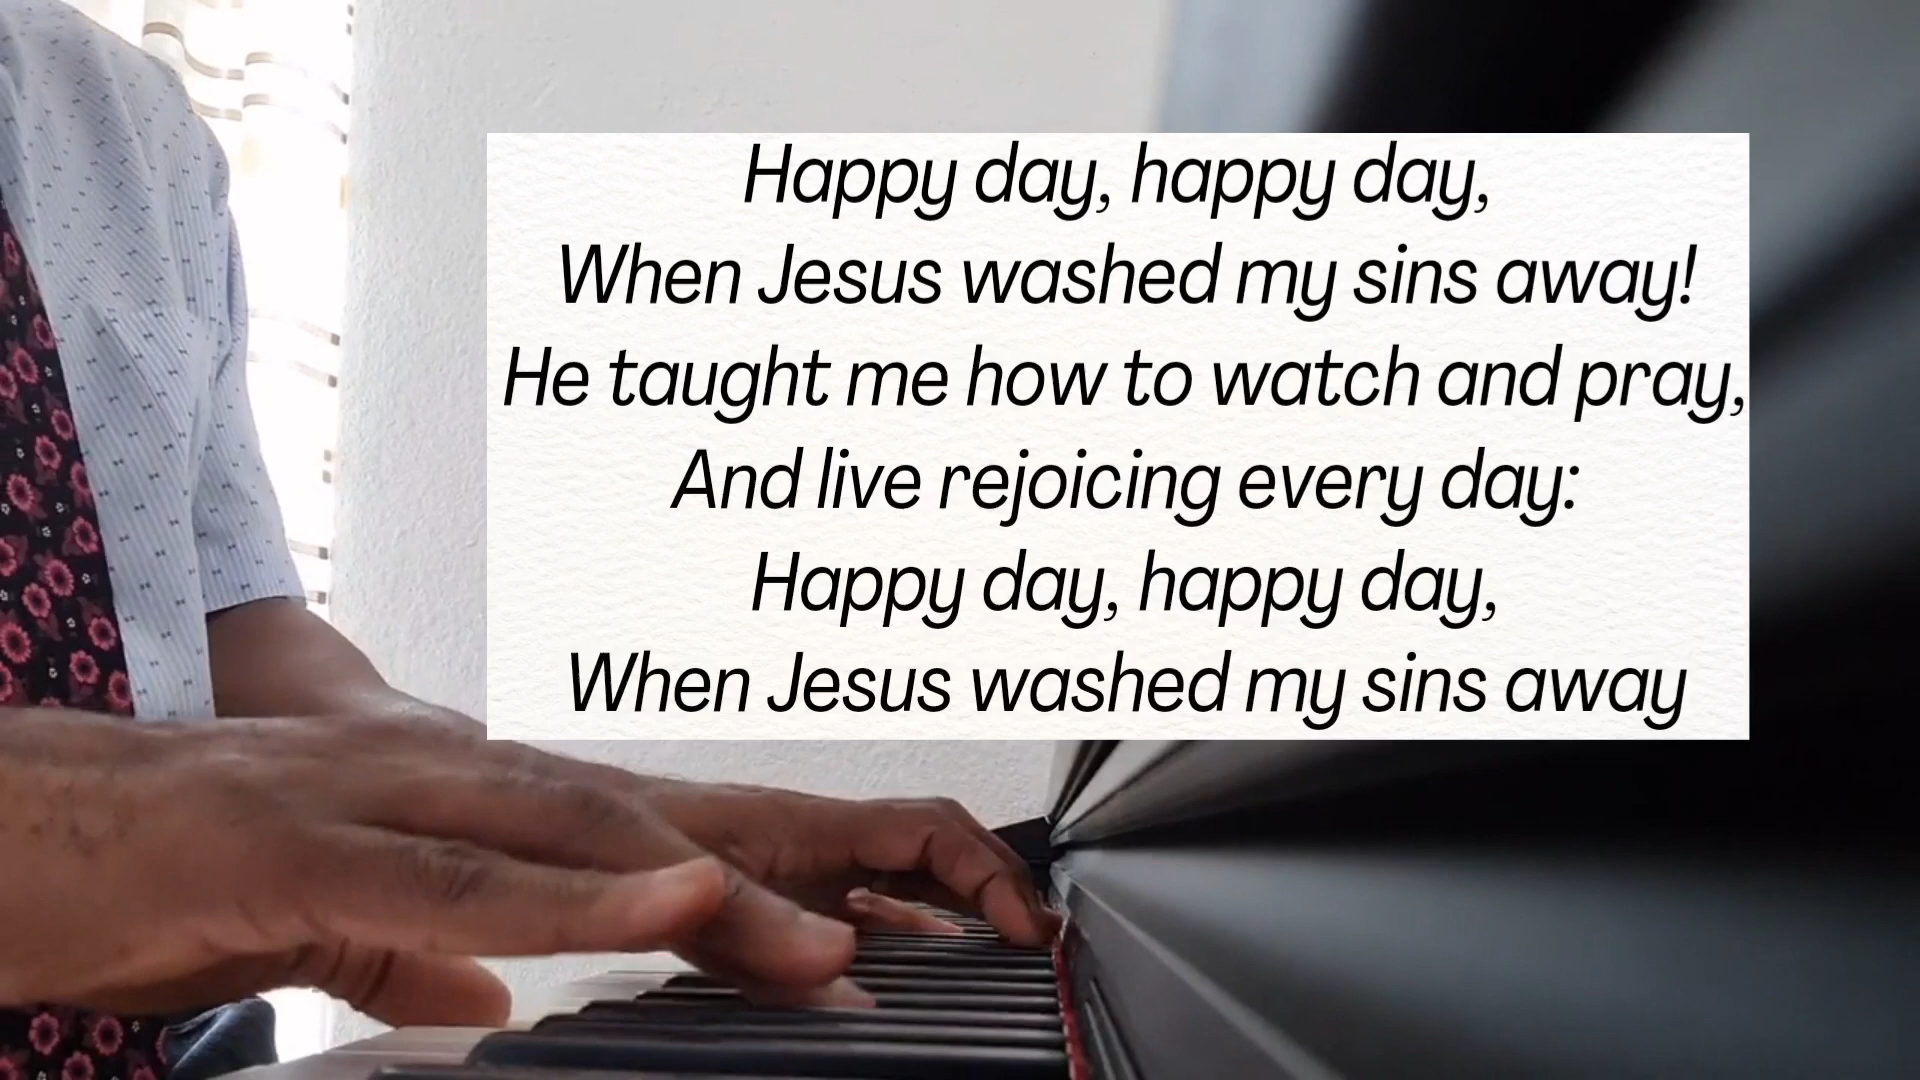 Happy day, happy day,
When Jesus washed my sins away!
He taught me how to watch and pray,
And live rejoicing every day:
Happy day, happy day,
When Jesus washed my sins away